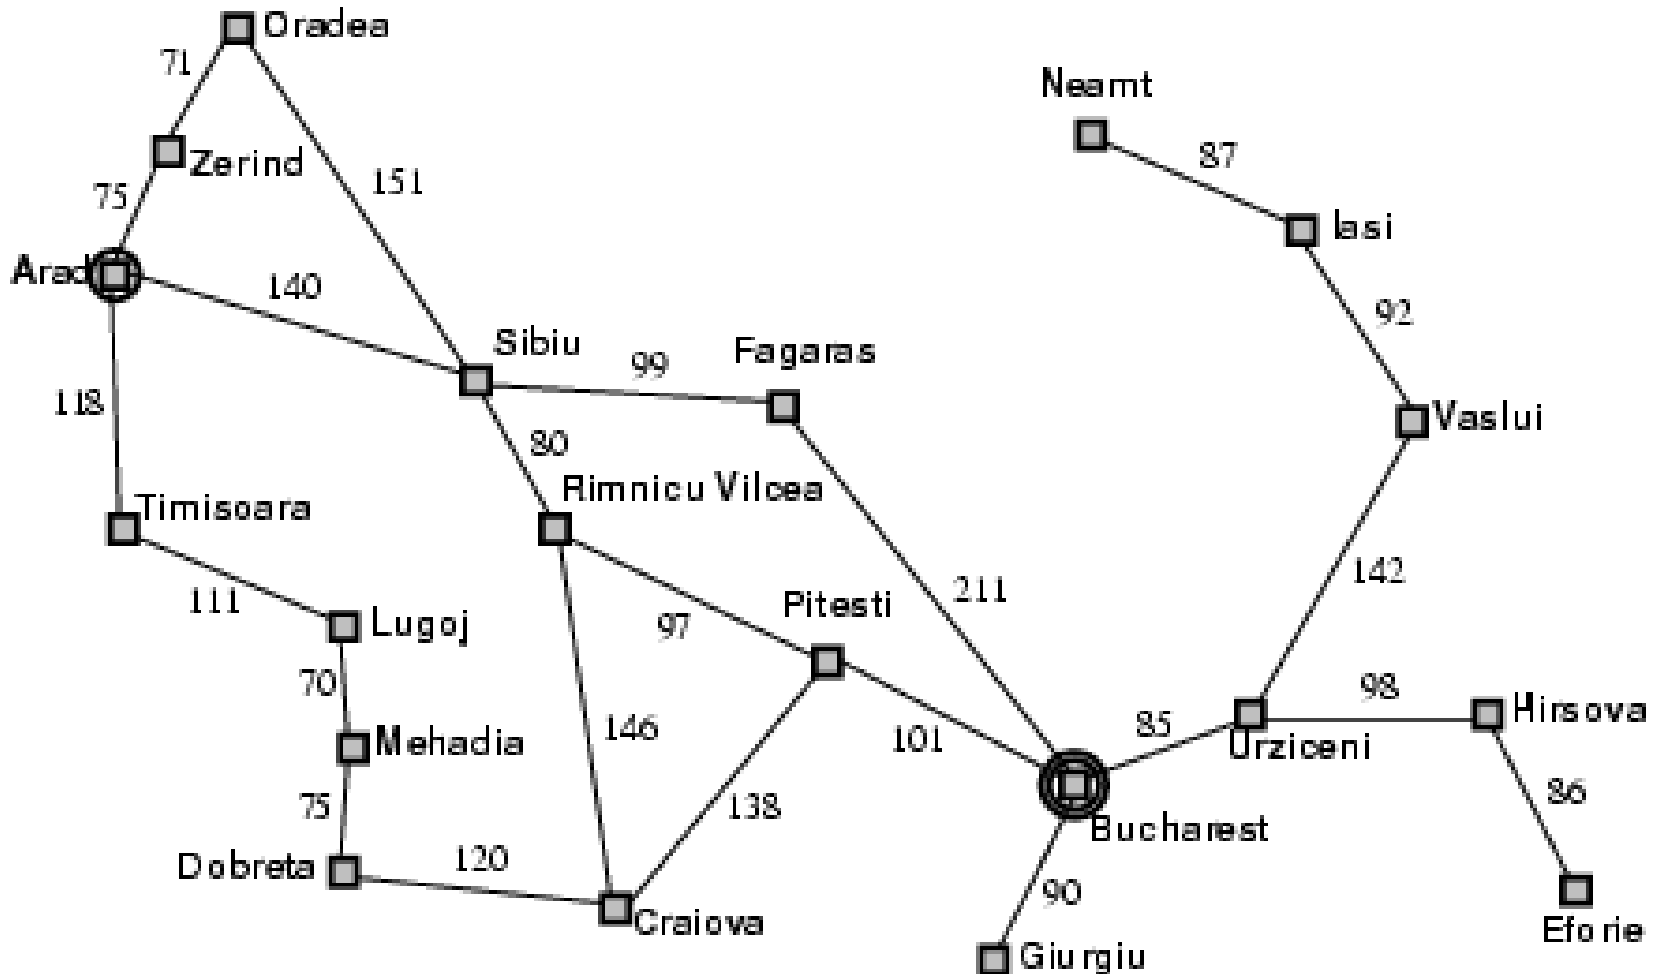 Oradea
71
Neamt
87
Zerind
151
75
Iasi
Arad
140
92
Sibiu
99
Fagaras
118
Vaslui
80
Rimnicu Vilcea
Timisoara
142
211
111
Pitesti
Lugoj
97
70
98
Hirsova
146
85
101
Mehadia
Urziceni
86
75
138
Bucharest
Dobreta
120
90
Craiova
Eforie
Giurgiu